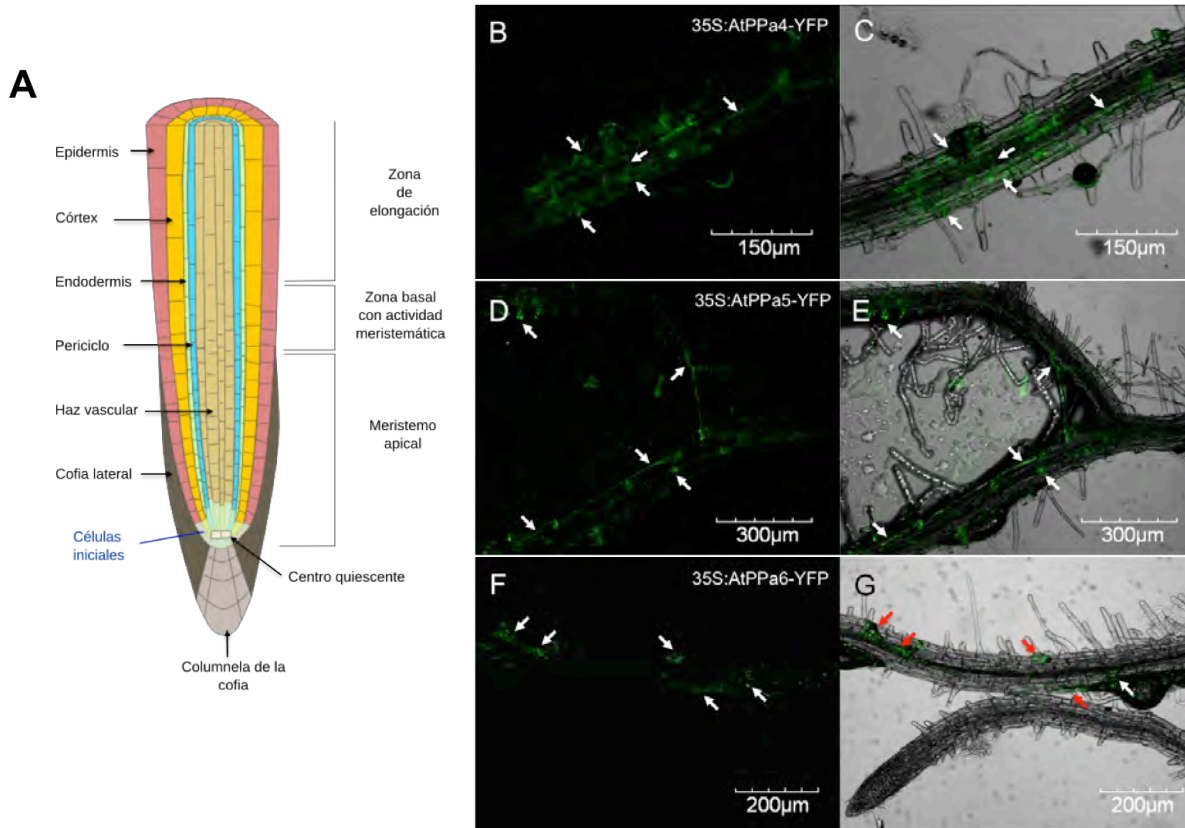 A
Epidermis
Córtex
Endodermis
Periciclo
Haz vascular
Cofia lateral
Células
iniciales
Zona
de
elongación
Zona basal
con actividad
meristemática
Meristemo
apical
Centro quiescente
Columnela de la
cofia
B
35S:AtPPa4-YFP
150µm
C
150µm
D
35S:AtPPa5-YFP
300µm
E
300µm
F
35S:AtPPa6-YFP
200µm
G
200µm